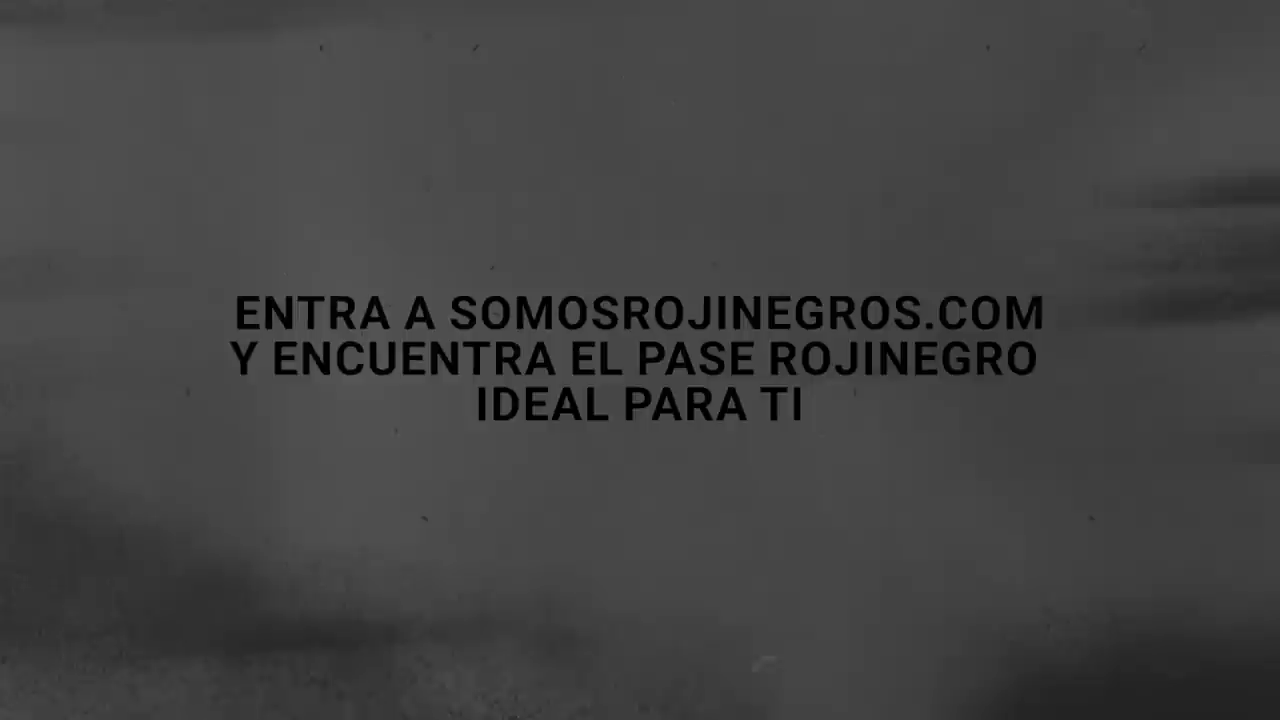 ENTRA A SOMOSROJINEGROS.COM
Y ENCUENTRA EL PASE ROJINEGRO
IDEAL PARA TI